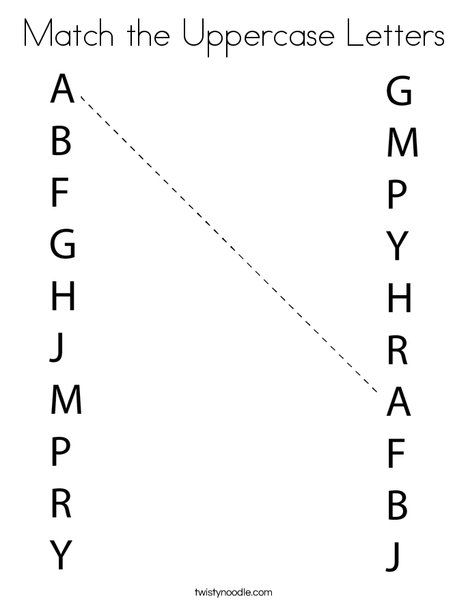 Match the Uppercase Letters
A G
B M
F P
G Y
H H
J R
M A
P F
R B
Y J
twistynoodle.com